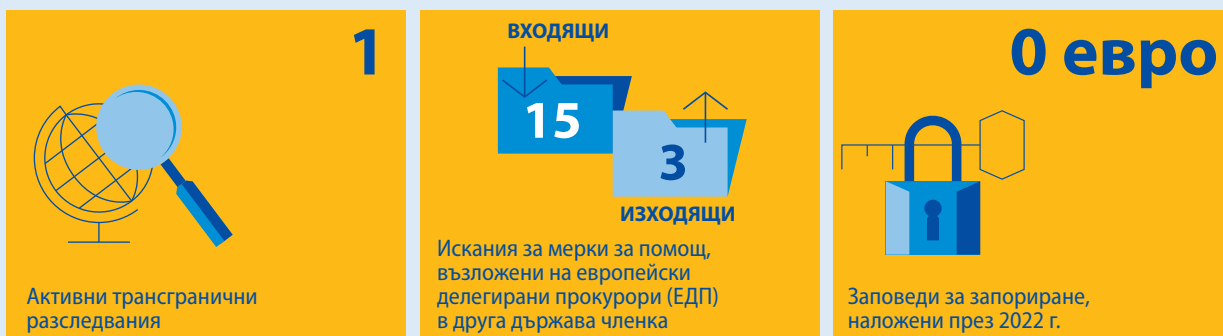 1
Активни трансгранични
разследвания
ВХОДЯЩИ
15
3
ИЗХОДЯЩИ
Искания за мерки за помощ,
възложени на европейски
делегирани прокурори (ЕДП)
в друга държава членка
0 евро
Заповеди за запориране,
наложени през 2022 г.